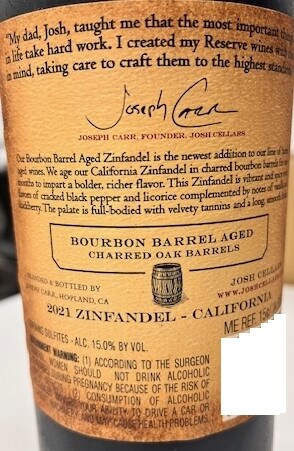 "My dad, Josh, taught me that the most important
in life take hard work. I created my Reserve wines with
in mind, taking care to craft them to the highest
Joseph Carr
JOSEPH CARR, FOUNDER, JOSH CELLARS
Our Bourbon Barrel Aged Zinfandel is the newest addition to our line of
aged wines. We age our California Zinfandel in charred bourbon barrels for
months to impart a bolder, richer flavor. This Zinfandel is vibrant and
flavors of cracked black pepper and licorice complemented by notes of
blackberry. The palate is full-bodied with velvety tannins and a long,
BOURBON BARREL AGED
CHARRED OAK BARRELS
& BOTTLED BY
CARR, HOPLAND, CA
JOSH CELLARS
2021 ZINFANDEL - CALIFORNIA
SULFITES - ALC. 15.0% BY VOL.
ME REF
WARNING: (1) ACCORDING TO THE SURGEON
WOMEN SHOULD NOT DRINK ALCOHOLIC
DURING PREGNANCY BECAUSE OF THE RISK OF
(2) CONSUMPTION OF ALCOHOLIC
YOUR ABILITY TO DRIVE A CAR OR
AND MAY CAUSE HEALTH PROBLEMS.